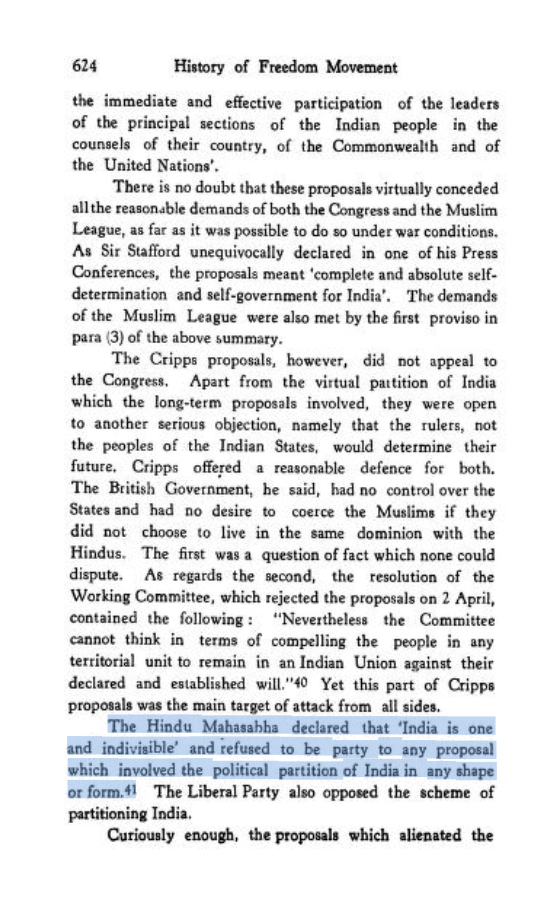 624 History of Freedom Movement
the immediate and effective participation of the leaders
of the principal sections of the Indian people in the
counsels of their country, of the Commonwealth and of
the United Nations'.
There is no doubt that these proposals virtually conceded
all the reasonable demands of both the Congress and the Muslim
League, as far as it was possible to do so under war conditions.
As Sir Stafford unequivocally declared in one of his Press
Conferences, the proposals meant 'complete and absolute self-
determination and self-government for India'. The demands
of the Muslim League were also met by the first proviso in
para (3) of the above summary.
The Cripps proposals, however, did not appeal to
the Congress. Apart from the virtual partition of India
which the long-term proposals involved, they were open
to another serious objection, namely that the rulers, not
the peoples of the Indian States, would determine their
future. Cripps offered a reasonable defence for both.
The British Government, he said, had no control over the
States and had no desire to coerce the Muslims if they
did not choose to live in the same dominion with the
Hindus. The first was a question of fact which none could
dispute. As regards the second, the resolution of the
Working Committee, which rejected the proposals on 2 April,
contained the following : "Nevertheless the Committee
cannot think in terms of compelling the people in any
territorial unit to remain in an Indian Union against their
declared and established will."40 Yet this part of Cripps
proposals was the main target of attack from all sides.
The Hindu Mahasabha declared that 'India is one
and indivisible' and refused to be party to any proposal
which involved the political partition of India in any shape
or form.41 The Liberal Party also opposed the scheme of
partitioning India.
Curiously enough, the proposals which alienated the